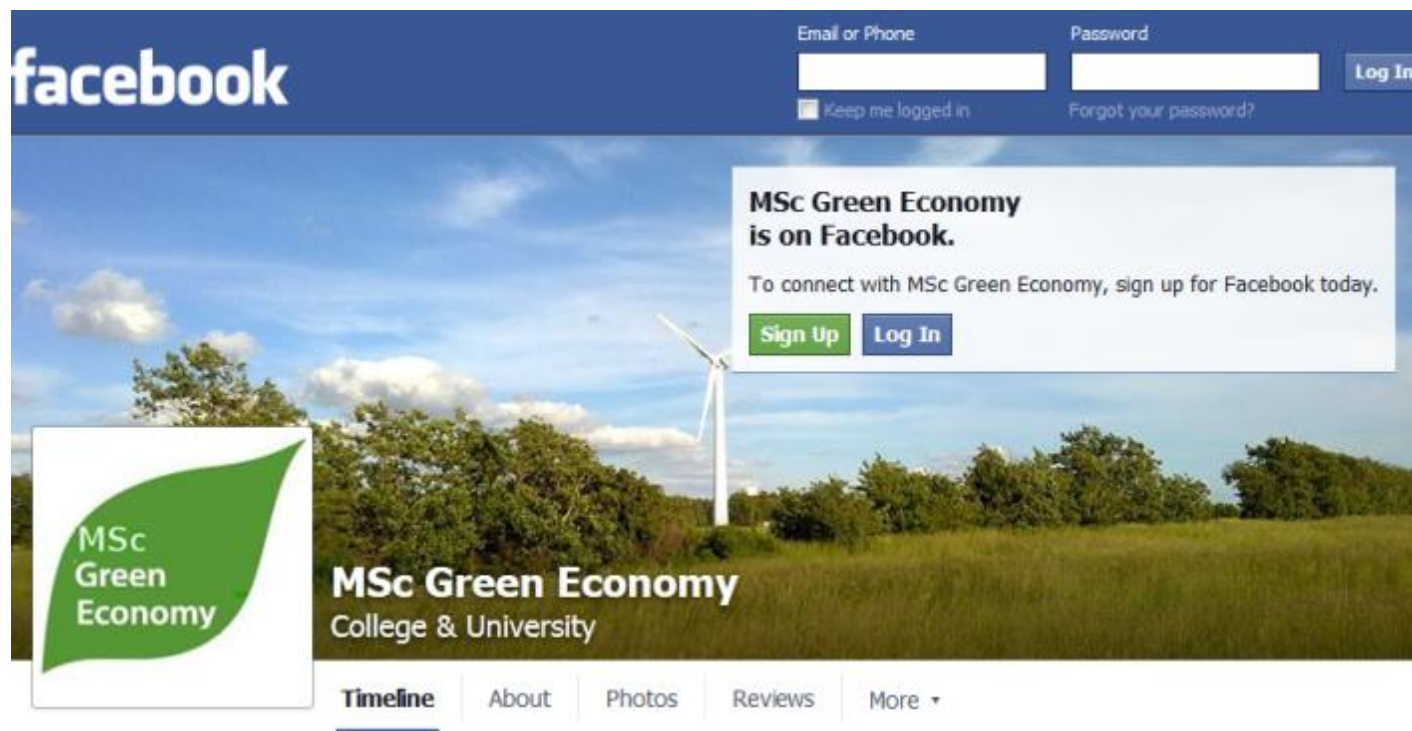 facebook
Email or Phone
Password
Log In
Keep me logged in
Forgot your password?
MSc Green Economy
is on Facebook.
To connect with MSc Green Economy, sign up for Facebook today.
Sign Up
Log In
MSc
Green
Economy
MSc Green Economy
College & University
Timeline
About
Photos
Reviews
More